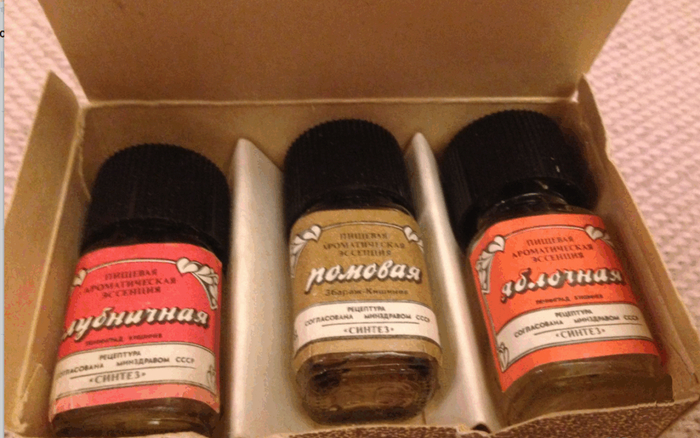 ПИЩЕВАЯ
АРОМАТИЧЕСКАЯ
ЭССЕНЦИЯ
лубничная
РЕЦЕПТУРА
СОГЛАСОВАНА МИНЗДРАВОМ СССР
«СИНТЕЗ»
ПИЩЕВАЯ
АРОМАТИЧЕСКАЯ
ЭССЕНЦИЯ
ромовая
РЕЦЕПТУРА
СОГЛАСОВАНА МИНЗДРАВОМ СССР
«СИНТЕЗ»
ПИЩЕВАЯ
АРОМАТИЧЕСКАЯ
ЭССЕНЦИЯ
яблочная
РЕЦЕПТУРА
СОГЛАСОВАНА МИНЗДРАВОМ СССР
«СИНТЕЗ»